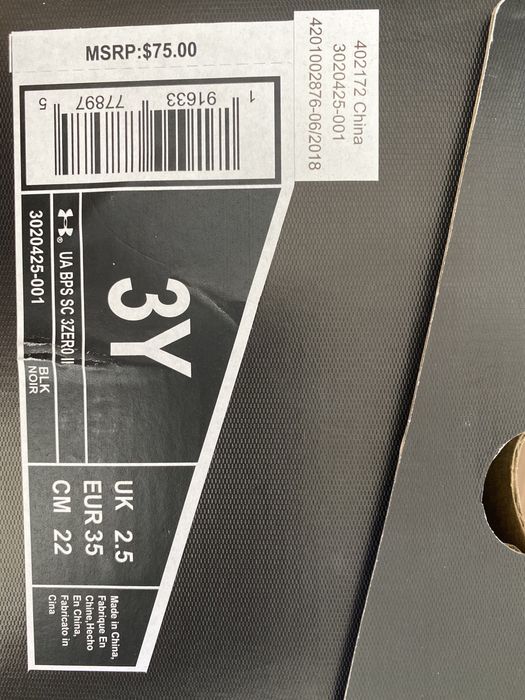 402172 China
3020425-001
4201002876-06/2018
MSRP:$75.00
1 91633 77897 5
3Y
® UA BPS SC 3ZER0 II
3020425-001
BLK
NOIR
UK 2.5
EUR 35
CM 22
Made in China,
Fabrique En
Chine,Hecho
En China,
Fabricato in
Cina